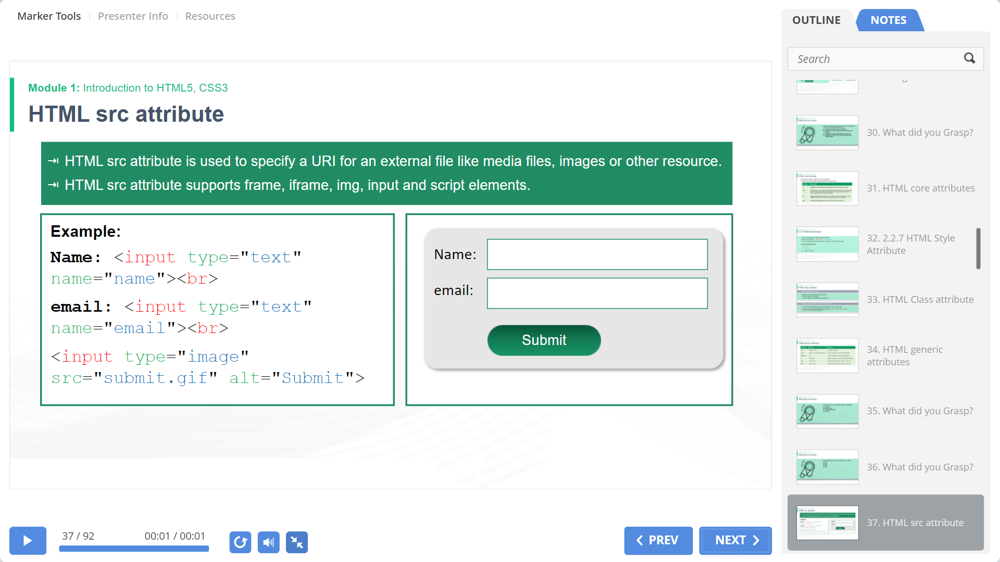 Marker Tools
Presenter Info
Resources
OUTLINE
NOTES
Search
Module 1: Introduction to HTML5, CSS3
HTML src attribute
⇥ HTML src attribute is used to specify a URI for an external file like media files, images or other resource.
⇥ HTML src attribute supports frame, iframe, img, input and script elements.
Example:
Name: <input type="text"
name="name"><br>
email: <input type="text"
name="email"><br>
<input type="image"
src="submit.gif" alt="Submit">
Name:
email:
Submit
30. What did you Grasp?
31. HTML core attributes
32. 2.2.7 HTML Style
Attribute
33. HTML Class attribute
34. HTML generic
attributes
35. What did you Grasp?
36. What did you Grasp?
37. HTML src attribute
37 / 92
00:01 / 00:01
PREV
NEXT